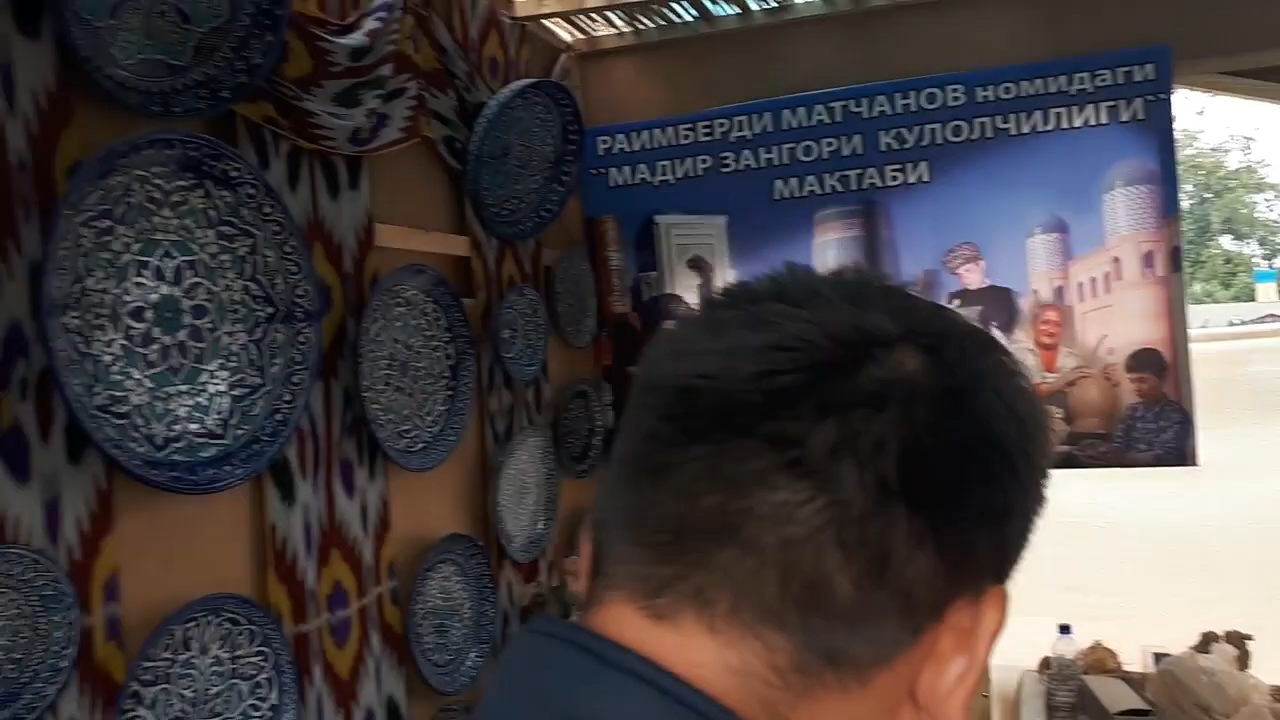 РАИМБЕРДИ МАТЧАНОВ номидаги
``МАДИР ЗАНГОРИ КУЛОЛЧИЛИГИ``
МАКТАБИ